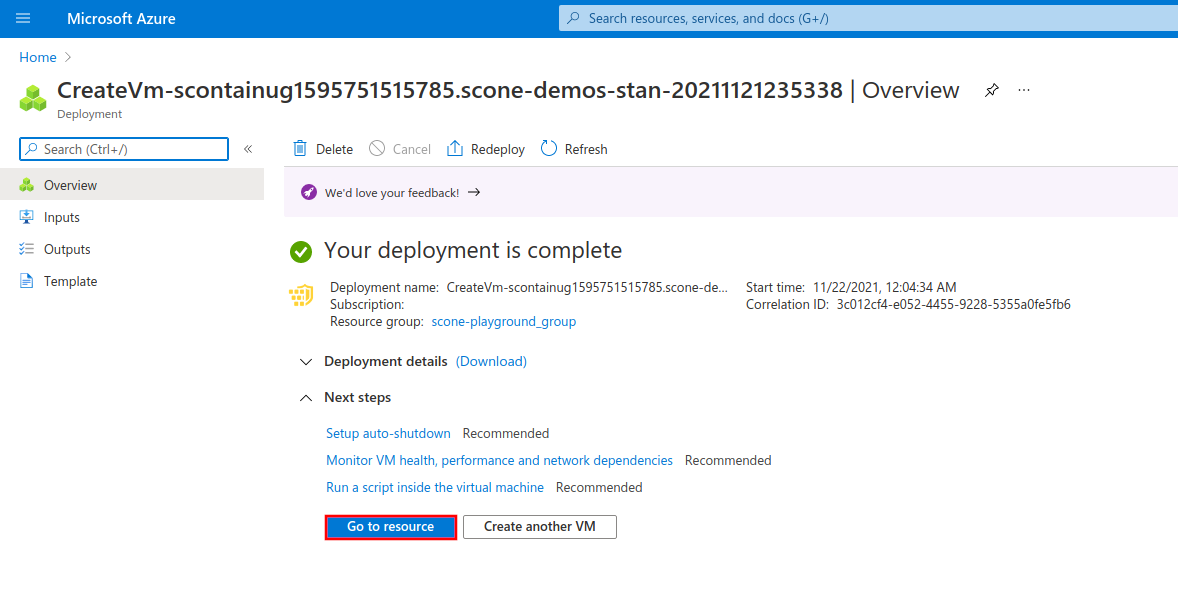 Microsoft Azure
Search resources, services, and docs (G+/)
Home
CreateVm-scontainug1595751515785.scone-demos-stan-20211121235338 | Overview
Deployment
Search (Ctrl+/)
Delete
Cancel
Redeploy
Refresh
Overview
Inputs
Outputs
Template
We'd love your feedback!
Your deployment is complete
Deployment name: CreateVm-scontainug1595751515785.scone-de...
Subscription:
Resource group: scone-playground_group
Start time: 11/22/2021, 12:04:34 AM
Correlation ID: 3c012cf4-e052-4455-9228-5355a0fe5fb6
Deployment details (Download)
Next steps
Setup auto-shutdown Recommended
Monitor VM health, performance and network dependencies Recommended
Run a script inside the virtual machine Recommended
Go to resource
Create another VM